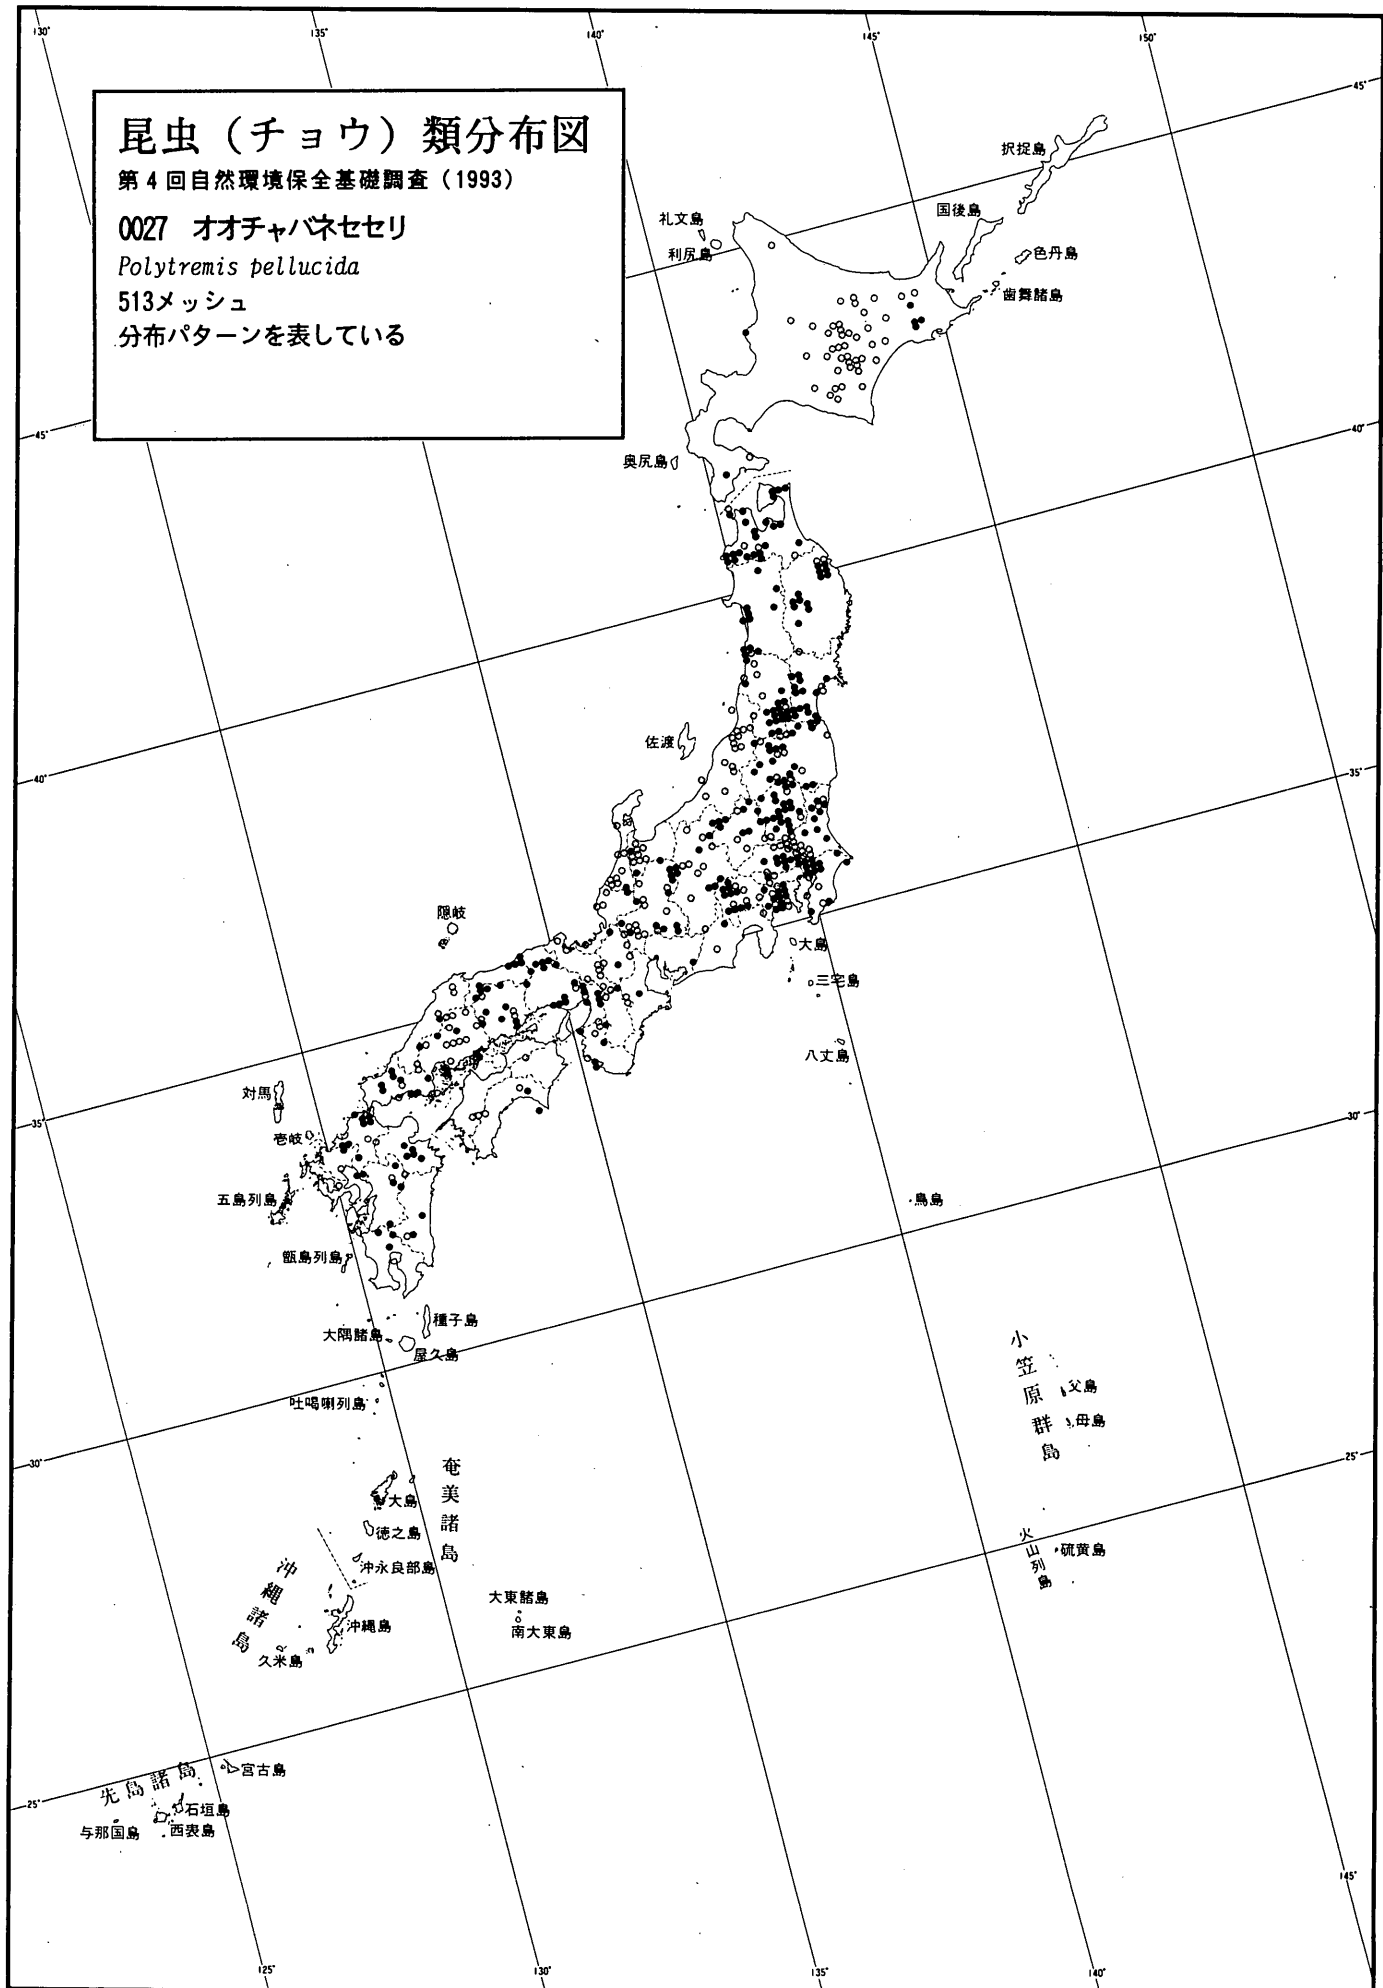 130°
135°
140°
145°
150°
昆虫（チョウ）類分布図
第４回自然環境保全基礎調査（1993）
0027　オオチャバネセセリ
Polytremis pellucida
513メッシュ
分布パターンを表している
45°
択捉島
国後島
礼文島
利尻島
色丹島
歯舞諸島
45°
40°
奥尻島
佐渡
40°
35°
隠岐
大島
三宅島
八丈島
対馬
35°
壱岐
30°
五島列島
鳥島
甑島列島
種子島
大隅諸島
屋久島
小笠原群島
父島
吐噶喇列島
母島
30°
奄美諸島
25°
大島
徳之島
火山列島
硫黄島
沖永良部島
沖縄諸島
大東諸島
沖縄島
南大東島
久米島
先島諸島
宮古島
25°
石垣島
与那国島
西表島
145°
125°
130°
135°
140°